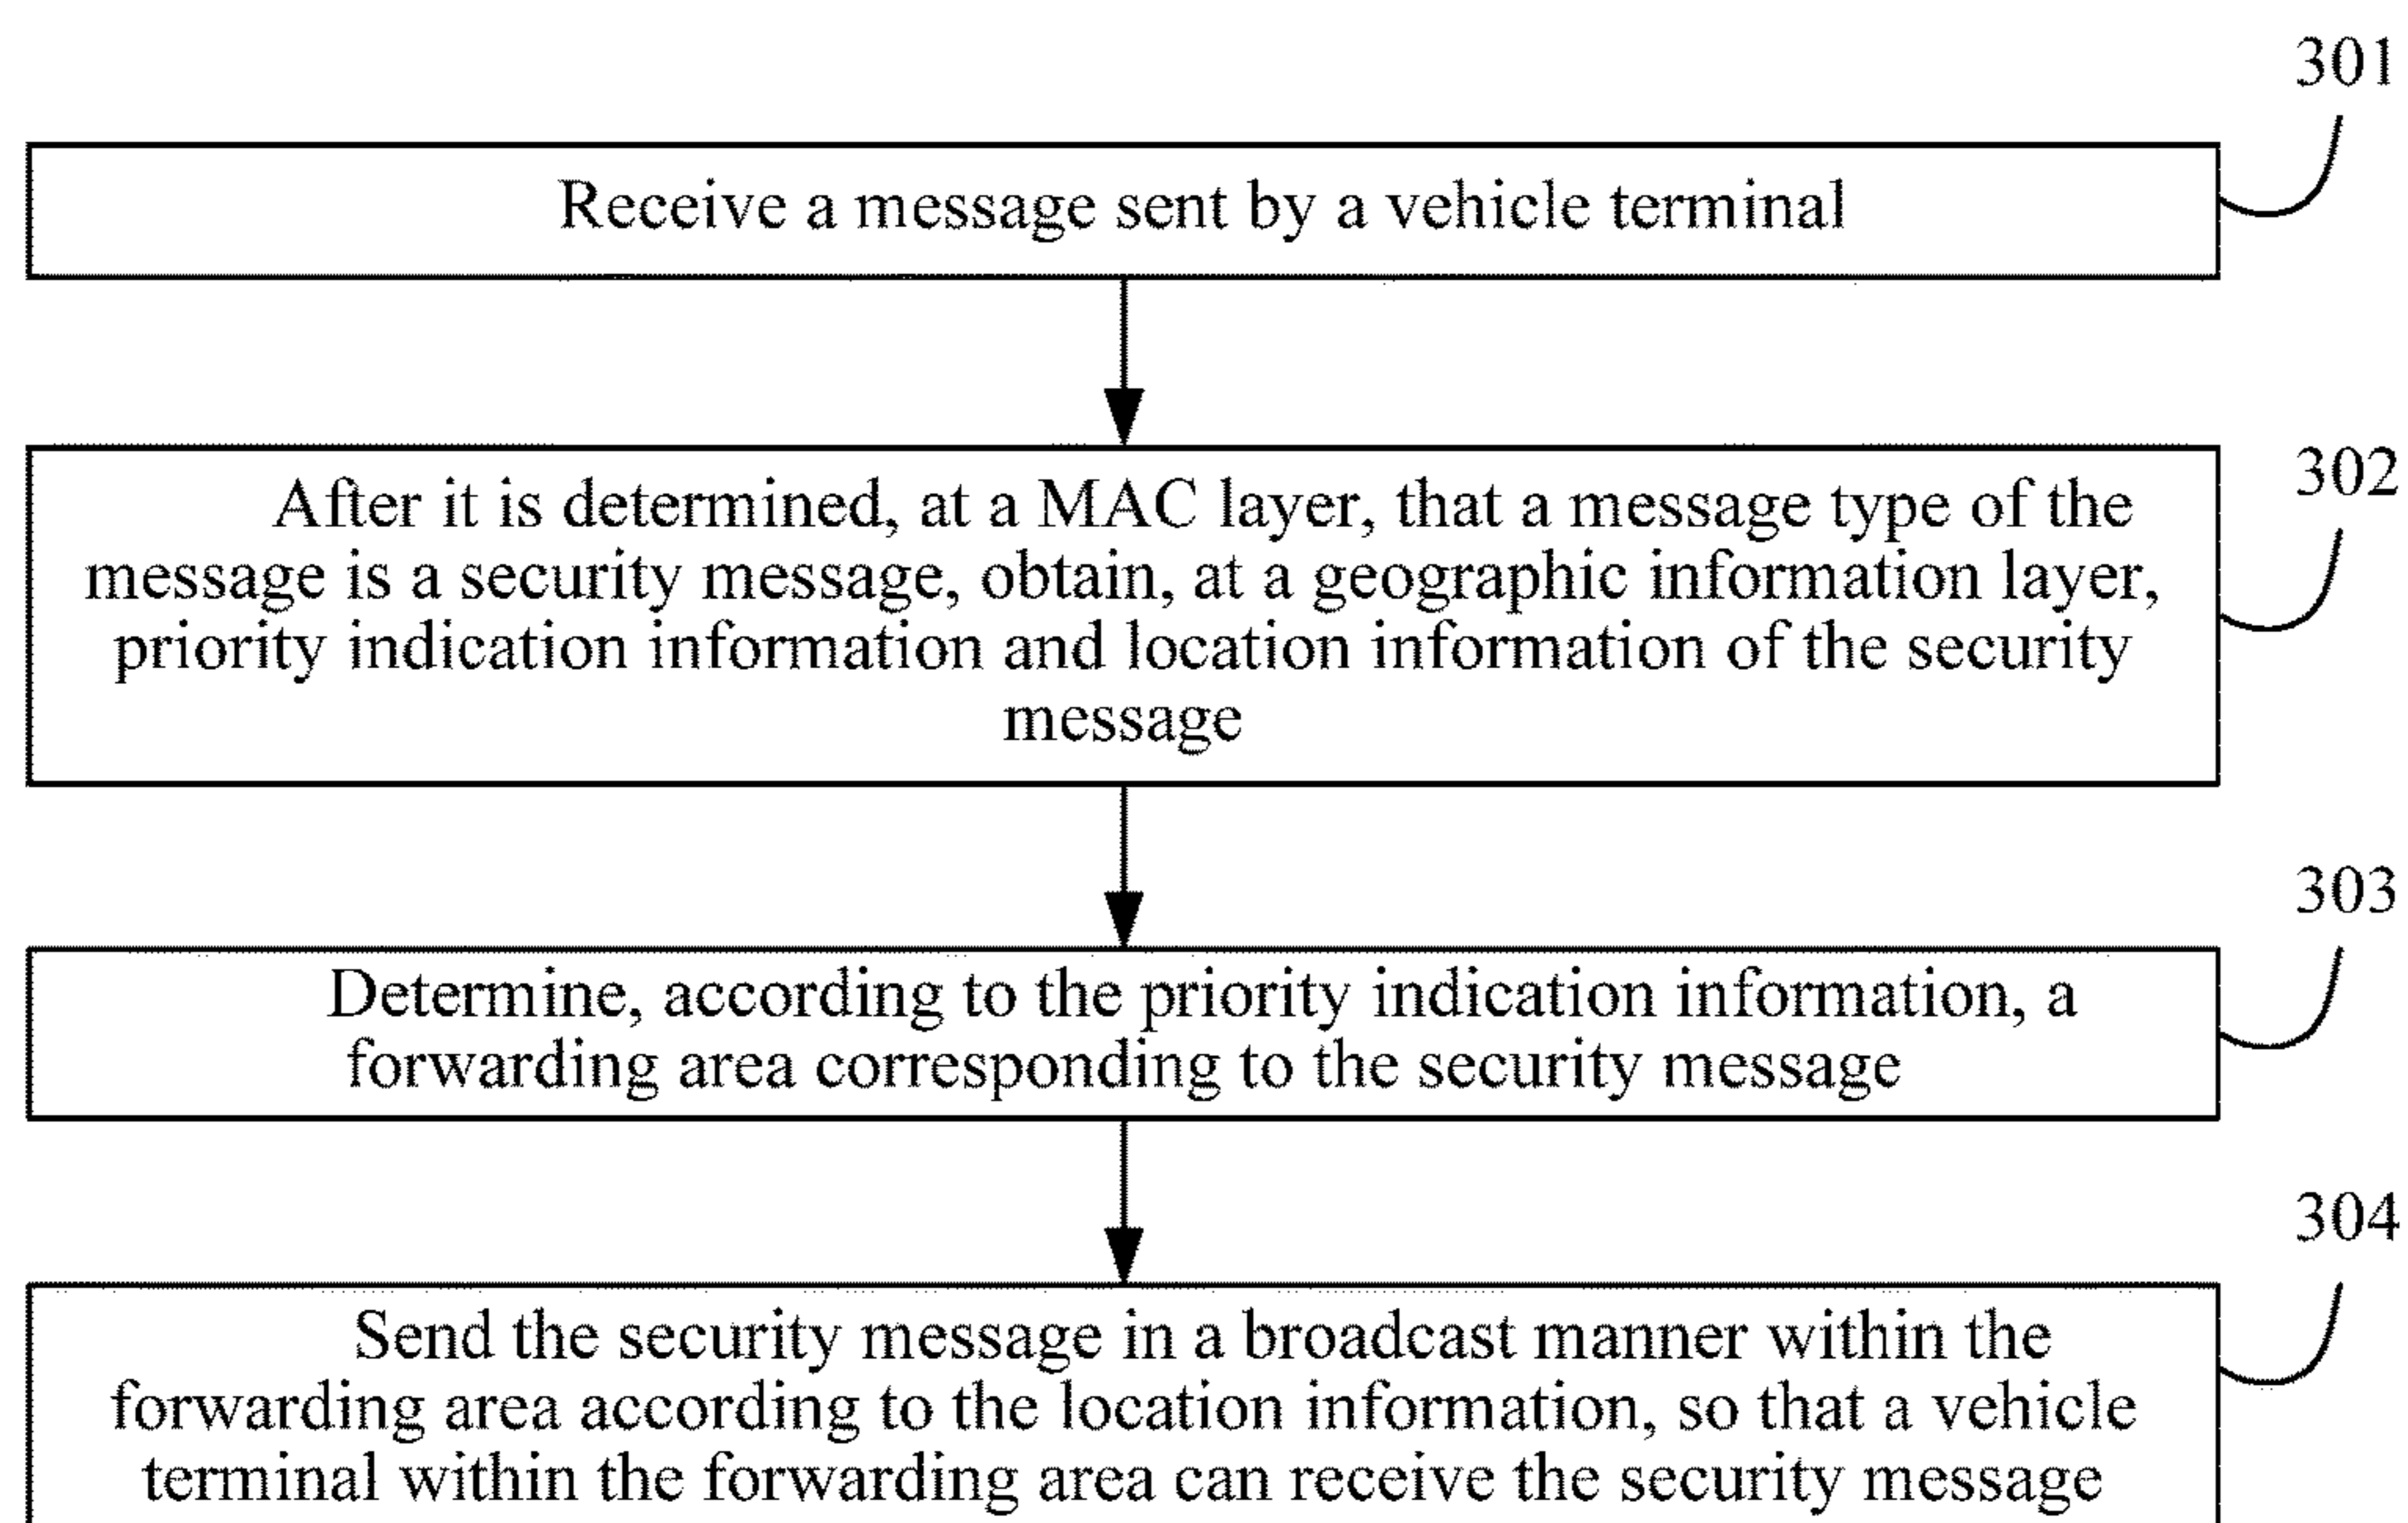 301
Receive a message sent by a vehicle terminal
302
After it is determined, at a MAC layer, that a message type of the
message is a security message, obtain, at a geographic information layer,
priority indication information and location information of the security
message
303
Determine, according to the priority indication information, a
forwarding area corresponding to the security message
304
Send the security message in a broadcast manner within the
forwarding area according to the location information, so that a vehicle
terminal within the forwarding area can receive the security message